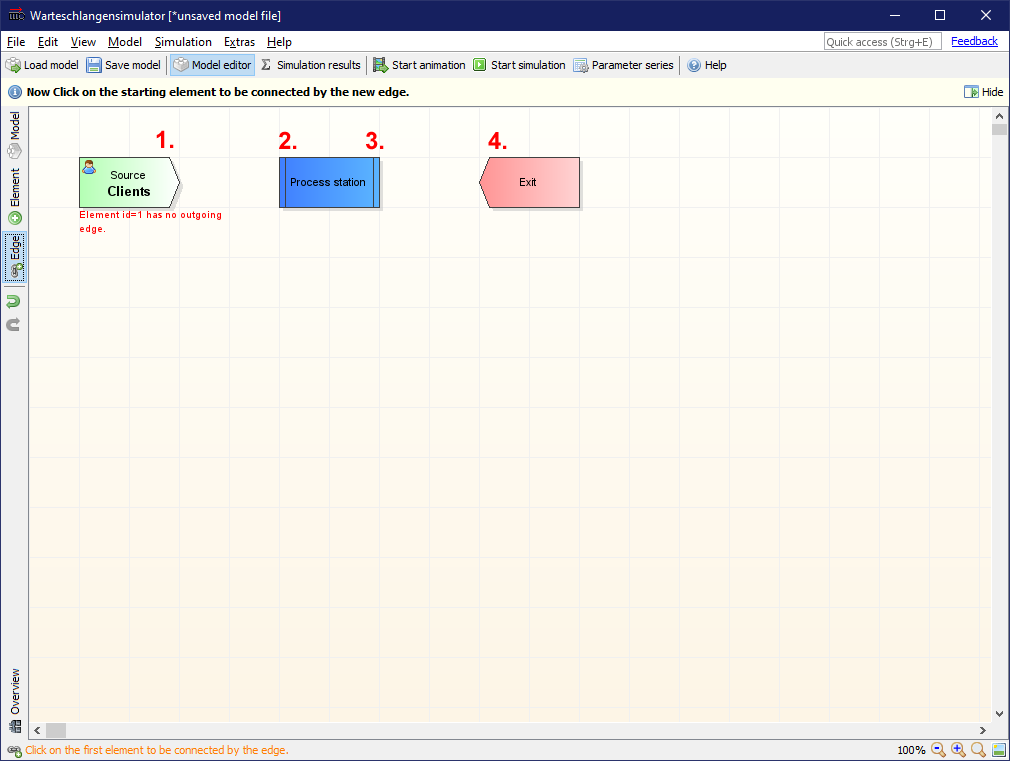 Warteschlangensimulator [*unsaved model file]
File Edit View Model Simulation Extras Help
Quick access (Strg+E) Feedback
Load model Save model Model editor Σ Simulation results Start animation Start simulation Parameter series Help
Now Click on the starting element to be connected by the new edge. Hide
Model
Element
Edge
1. 2. 3. 4.
Source
Clients
Process station
Exit
Element id=1 has no outgoing
edge.
Overview
Click on the first element to be connected by the edge. 100%